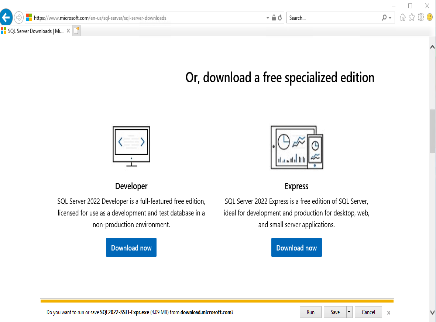 https://www.microsoft.com/en-us/sql-server/sql-server-downloads
Search...
SQL Server Downloads | Mi...
Or, download a free specialized edition
Developer
Express
SQL Server 2022 Developer is a full-featured free edition,
licensed for use as a development and test database in a
non-production environment.
SQL Server 2022 Express is a free edition of SQL Server,
ideal for development and production for desktop, web,
and small server applications.
Download now
Download now
Do you want to run or save SQL2022-SSEI-Expr.exe from download.microsoft.com?
Run
Save
Cancel